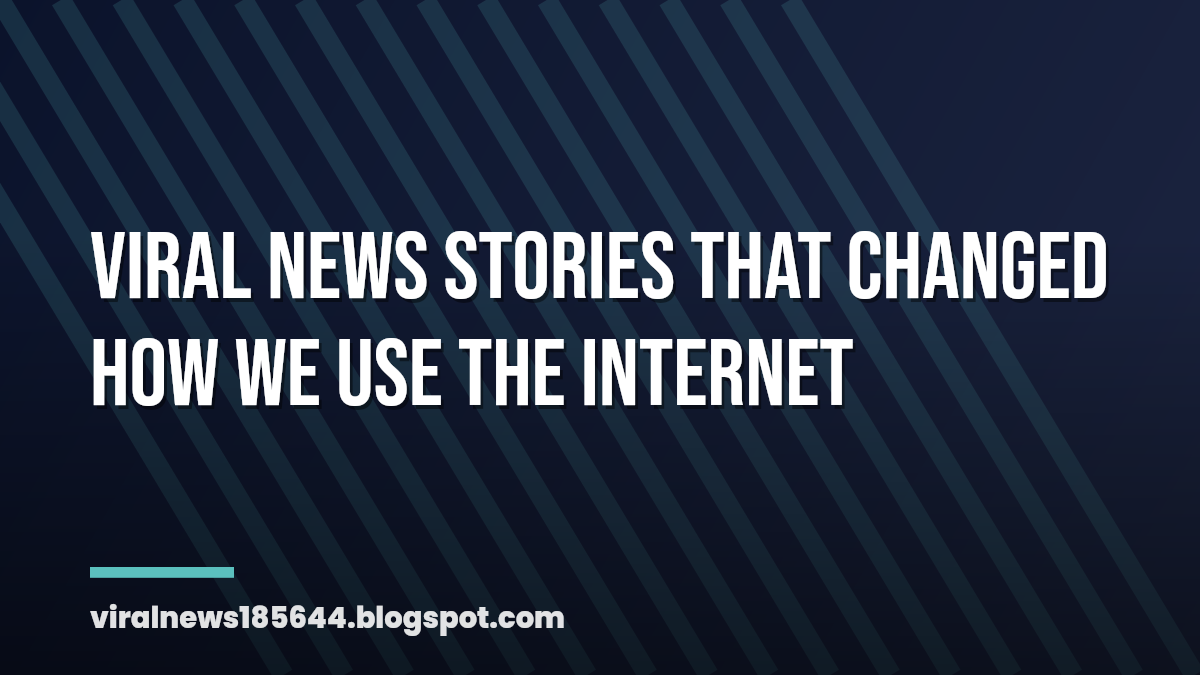 VIRAL NEWS STORIES THAT CHANGED
HOW WE USE THE INTERNET
viralnews185644.blogspot.com